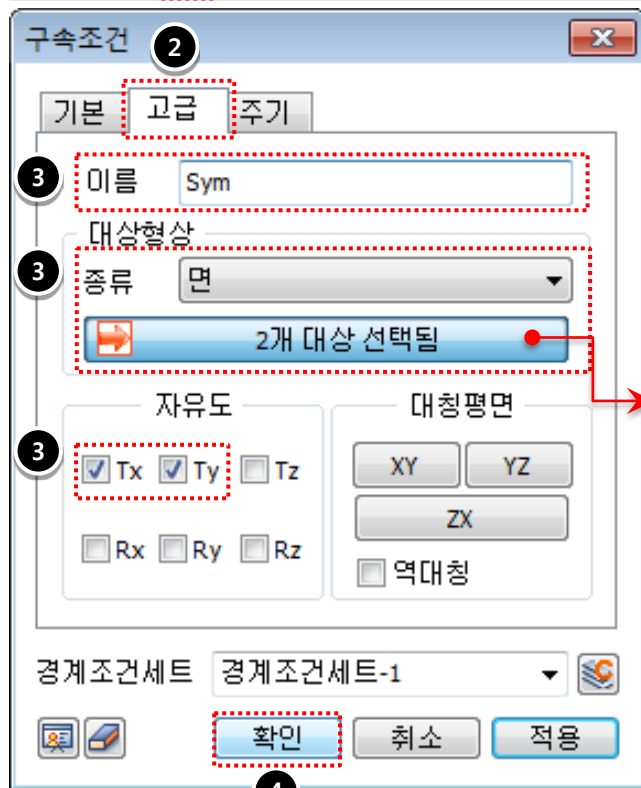 구속조건
2
기본 고급 주기
3 이름 Sym
대상형상
3 종류 면
2개 대상 선택됨
자유도 대칭평면
3 Tx Ty Tz XY YZ
ZX
Rx Ry Rz 역대칭
경계조건세트 경계조건세트-1
확인 취소 적용
4